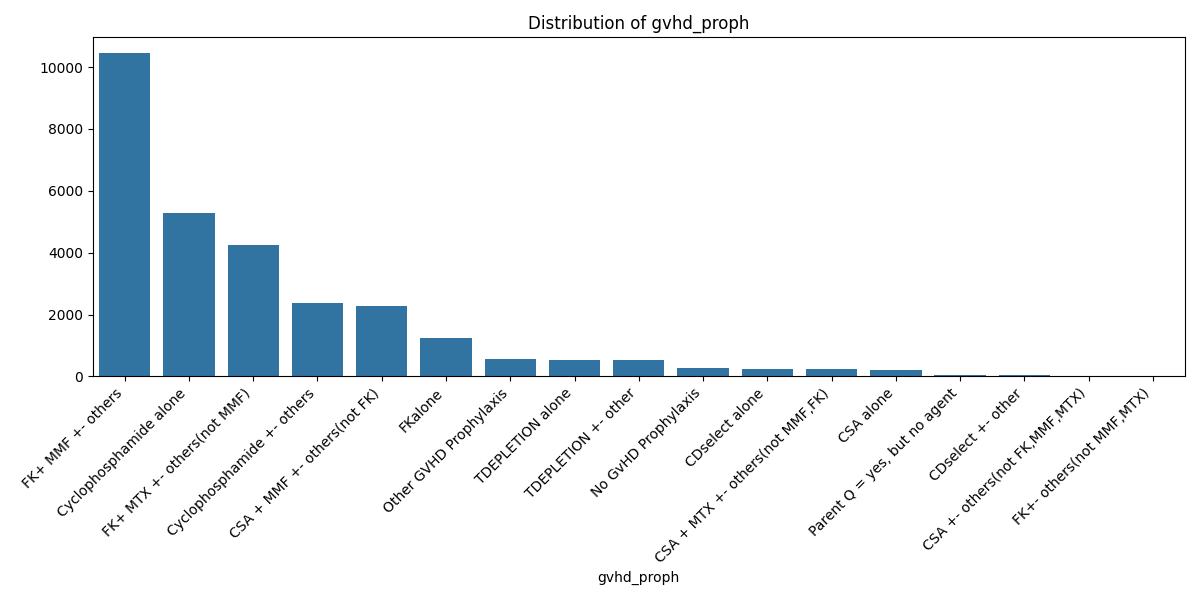 Distribution of gvhd_proph
10000
8000
6000
4000
2000
0
FK+ MMF +- others
Cyclophosphamide alone
FK+ MTX +- others(not MMF)
Cyclophosphamide +- others
CSA + MMF +- others(not FK)
FKalone
Other GVHD Prophylaxis
TDEPLETION alone
TDEPLETION +- other
No GvHD Prophylaxis
CDselect alone
CSA + MTX +- others(not MMF,FK)
CSA alone
Parent Q = yes, but no agent
CDselect +- other
CSA +- others(not FK,MMF,MTX)
FK+- others(not MMF,MTX)
gvhd_proph